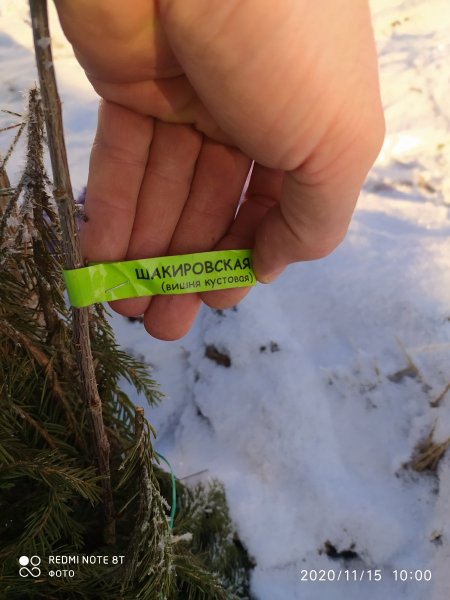 ШАКИРОВСКАЯ
(вишня кустовая)
REDMI NOTE 8T
ФОТО
2020/11/15 10:00